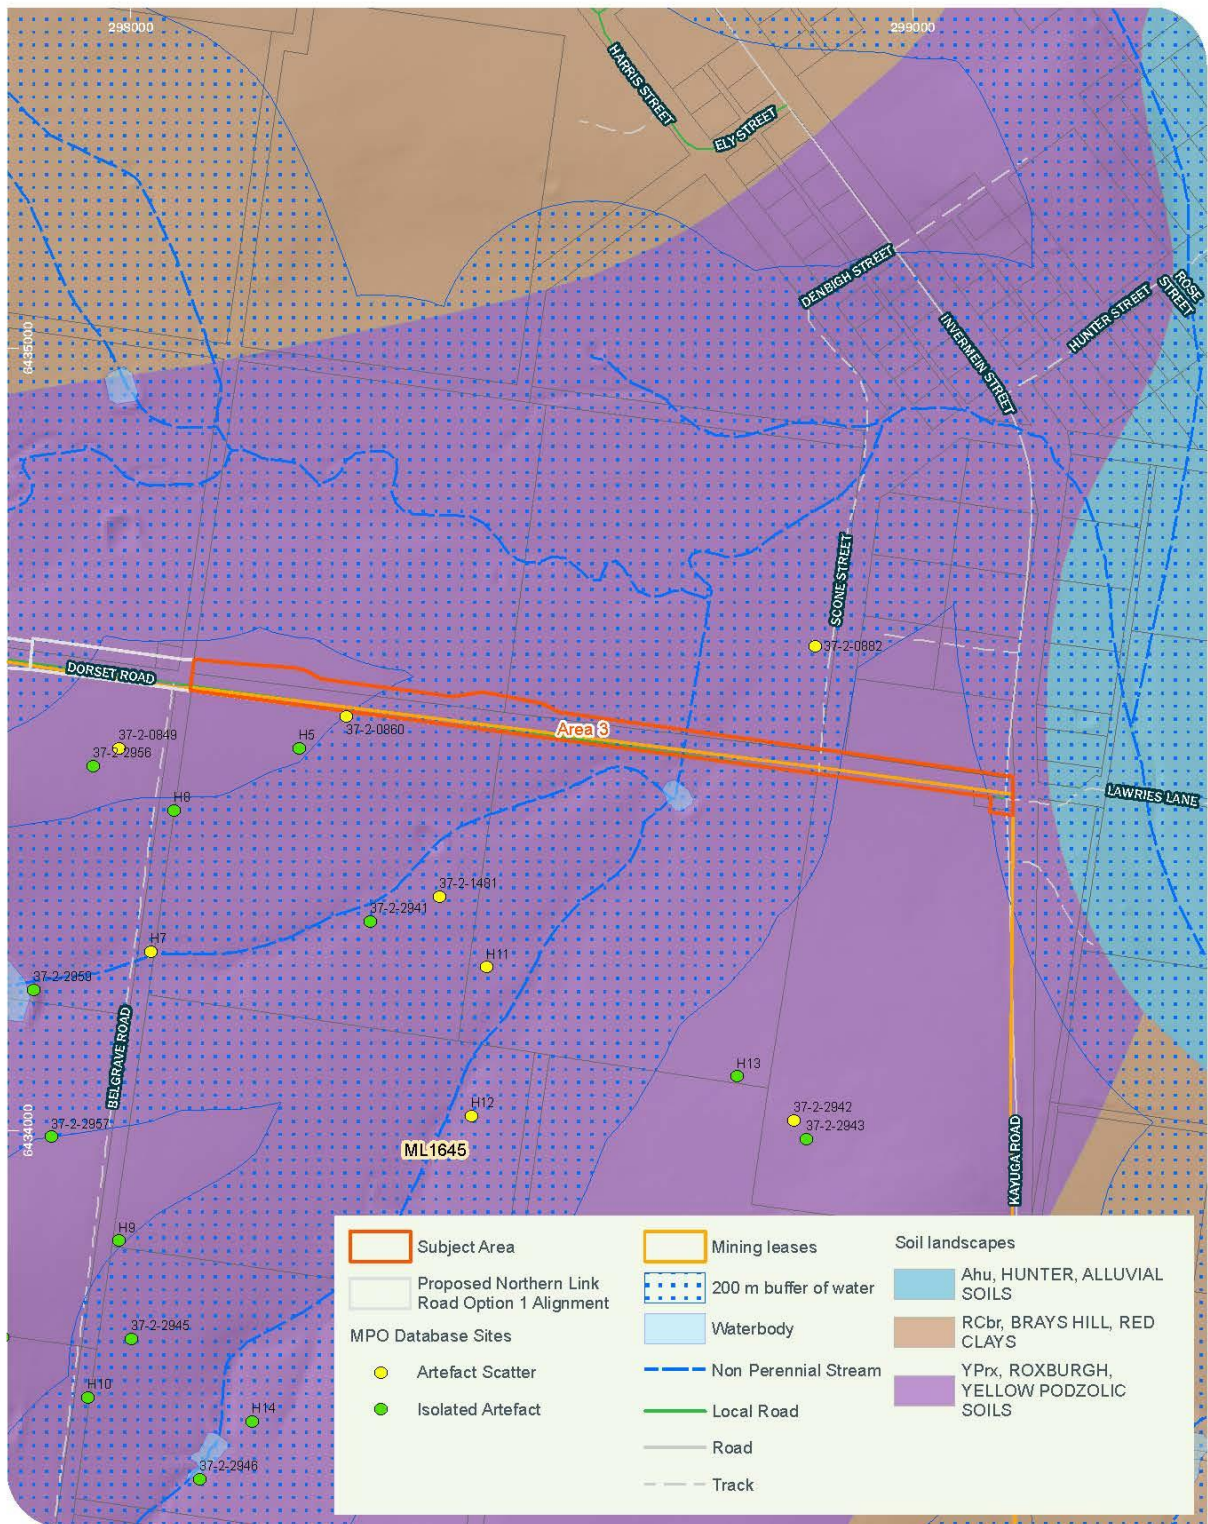 298000
299000
HARRIS STREET
ELY STREET
DENBIGH STREET
ROSE
STREET
HUNTER STREET
INVERMEIN STREET
6435000
SCONE STREET
37-2-0882
DORSET ROAD
37-2-0860
Area 3
37-2-0849
H5
37-2-2956
H8
LAWRIES LANE
37-2-1481
37-2-2941
H7
H11
37-2-2959
BELGRAVE ROAD
H13
H12
37-2-2942
37-2-2943
37-2-2957
6434000
ML1645
KAYUGA ROAD
H9
37-2-2945
H10
H14
37-2-2946
Subject Area
Proposed Northern Link
Road Option 1 Alignment
MPO Database Sites
Artefact Scatter
Isolated Artefact
Mining leases
200 m buffer of water
Waterbody
Non Perennial Stream
Local Road
Road
Track
Soil landscapes
Ahu, HUNTER, ALLUVIAL
SOILS
RCbr, BRAYS HILL, RED
CLAYS
YPrx, ROXBURGH,
YELLOW PODZOLIC
SOILS